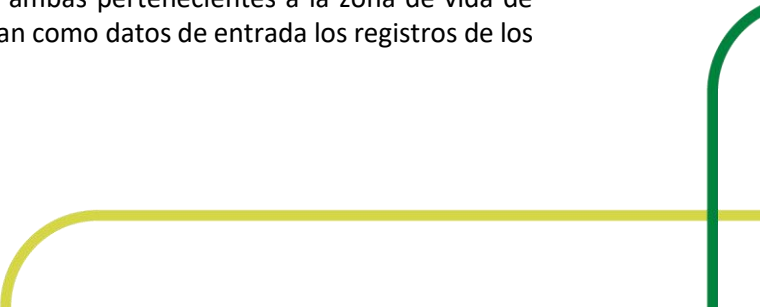 ambas pertenecientes a la zona de vida de
an como datos de entrada los registros de los